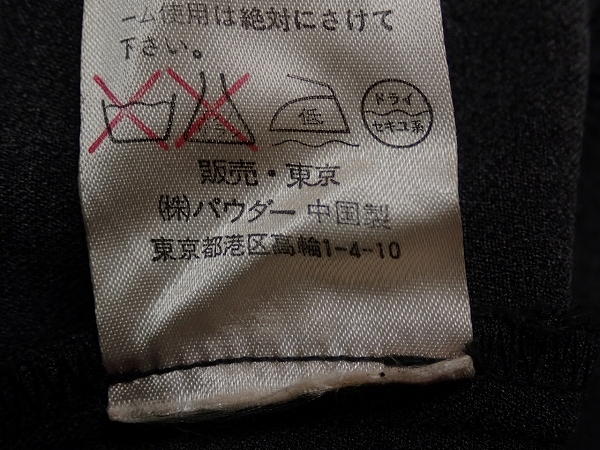 ーム使用は絶対にさけて
下さい。
低
ドライ
セキユ系
販売・東京
(株)パウダー 中国製
東京都港区高輪1-4-10